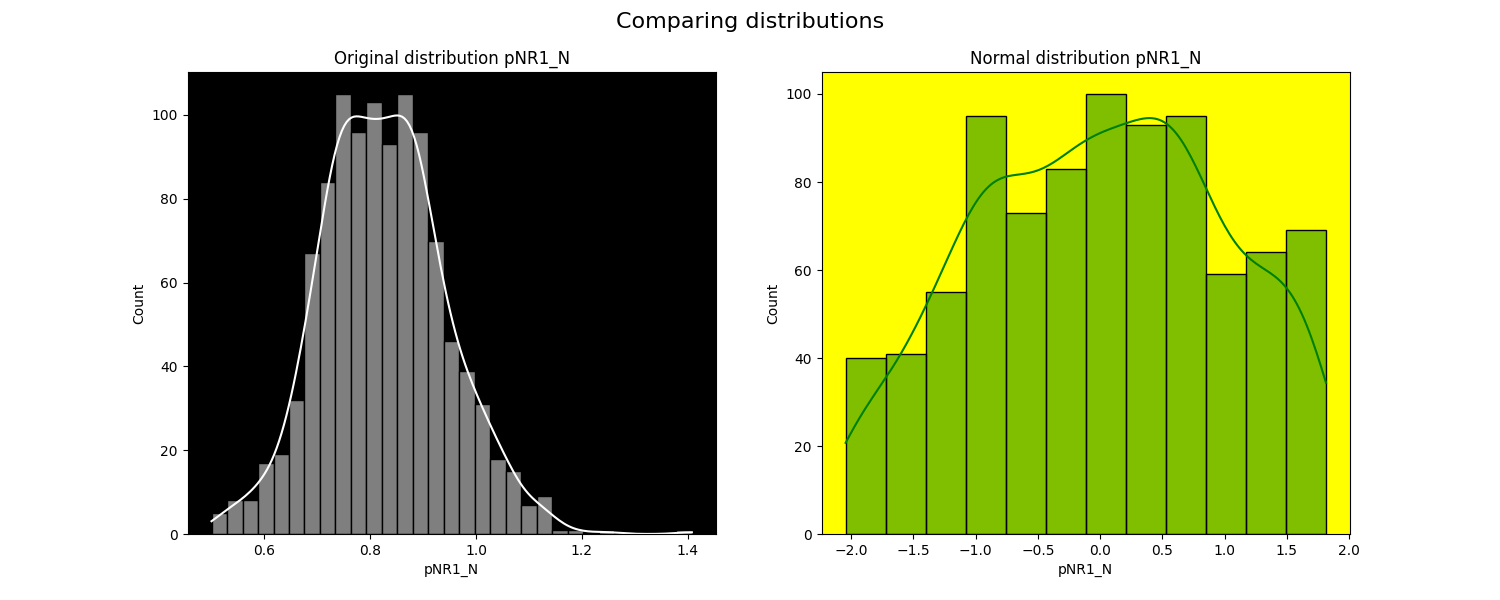 Comparing distributions
Original distribution pNR1_N
Count
100
80
60
40
20
0
0.6 0.8 1.0 1.2 1.4
pNR1_N
Normal distribution pNR1_N
Count
100
80
60
40
20
0
−2.0 −1.5 −1.0 −0.5 0.0 0.5 1.0 1.5 2.0
pNR1_N